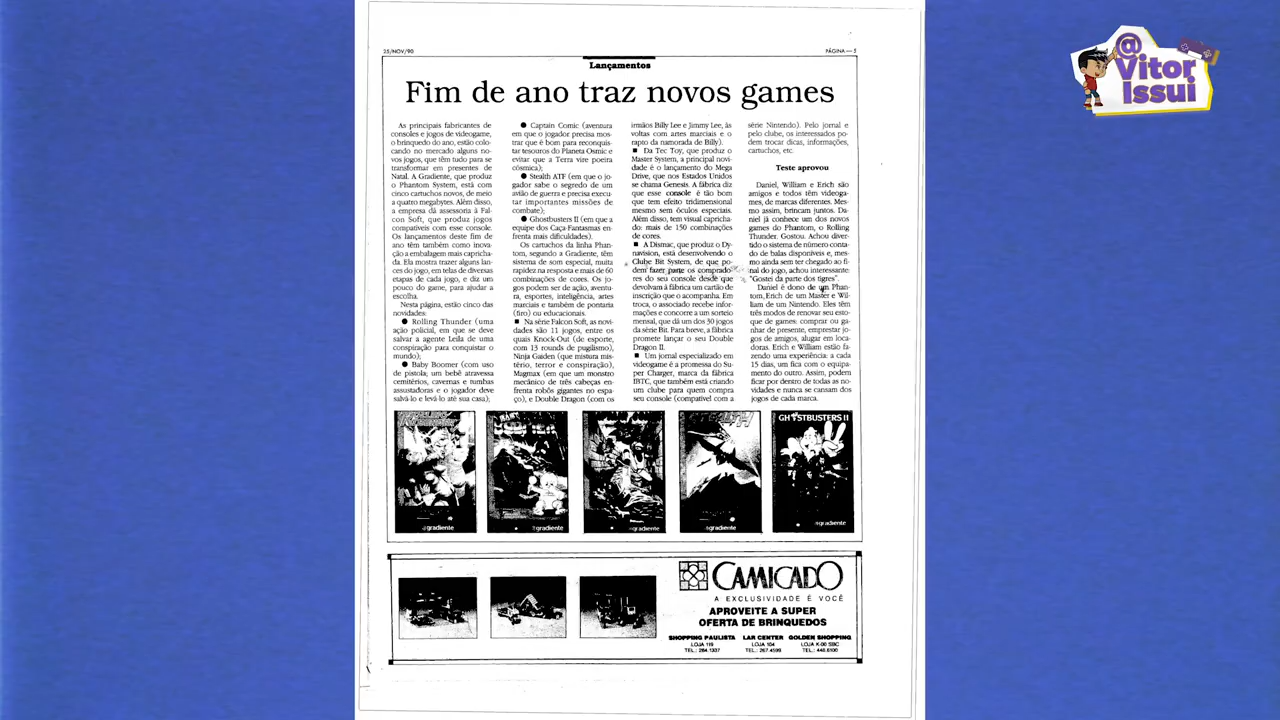 25/NOV/90
PÁGINA — 5
Lançamentos
Fim de ano traz novos games
As principais fabricantes de
consoles e jogos de videogame,
o brinquedo do ano, estão colo-
cando no mercado alguns no-
vos jogos, que têm tudo para se
transformar em presentes de
Natal. A Gradiente, que produz
o Phantom System, está com
cinco cartuchos novos, de meio
a quatro megabytes. Além disso,
a empresa dá assessoria à Fal-
con Soft, que produz jogos
compatíveis com esse console.
Os lançamentos deste fim de
ano têm também como inova-
ção a embalagem mais capricha-
da. Ela mostra trazer alguns lan-
ces do jogo, em telas de diversas
etapas de cada jogo, e diz um
pouco do game, para ajudar a
escolha.
Nesta página, estão cinco das
novidades:
● Rolling Thunder (uma
ação policial, em que se deve
salvar a agente Leila de uma
conspiração para conquistar o
mundo);
● Baby Boomer (com uso
de pistola; um bebê atravessa
cemitérios, cavernas e tumbas
assustadoras e o jogador deve
salvá-lo e levá-lo até sua casa);
● Captain Comic (aventura
em que o jogador precisa mos-
trar que é bom para reconquis-
tar tesouros do Planeta Osmic e
evitar que a Terra vire poeira
cósmica);
● Stealth ATF (em que o jo-
gador sabe o segredo de um
avião de guerra e precisa execu-
tar importantes missões de
combate);
● Ghostbusters II (em que a
equipe dos Caça-Fantasmas en-
frenta mais dificuldades).
Os cartuchos da linha Phan-
tom, segundo a Gradiente, têm
sistema de som especial, muita
rapidez na resposta e mais de 60
combinações de cores. Os jo-
gos podem ser de ação, aventu-
ra, esportes, inteligência, artes
marciais e também de pontaria
(tiro) ou educacionais.
■ Na série Falcon Soft, as novi-
dades são 11 jogos, entre os
quais Knock-Out (de esporte,
com 13 rounds de pugilismo),
Ninja Gaiden (que mistura mis-
tério, terror e conspiração),
Magmax (em que um monstro
mecânico de três cabeças en-
frenta robôs gigantes no espa-
ço), e Double Dragon (com os
irmãos Billy Lee e Jimmy Lee, às
voltas com artes marciais e o
rapto da namorada de Billy).
■ Da Tec Toy, que produz o
Master System, a principal novi-
dade é o lançamento do Mega
Drive, que nos Estados Unidos
se chama Genesis. A fábrica diz
que esse console é tão bom
que tem efeito tridimensional
mesmo sem óculos especiais.
Além disso, tem visual capricha-
do: mais de 150 combinações
de cores.
■ A Dismac, que produz o Dy-
navision, está desenvolvendo o
Clube Bit System, de que po-
dem fazer parte os comprado-
res do seu console desde que
devolvam à fábrica um cartão de
inscrição que o acompanha. Em
troca, o associado recebe infor-
mações e concorre a um sorteio
mensal, que dá um dos 30 jogos
da série Bit. Para breve, a fábrica
promete lançar o seu Double
Dragon II.
■ Um jornal especializado em
videogame é a promessa do Su-
per Charger, marca da fábrica
IBTC, que também está criando
um clube para quem compra
seu console (compatível com a
série Nintendo). Pelo jornal e
pelo clube, os interessados po-
dem trocar dicas, informações,
cartuchos, etc.
Teste aprovou
Daniel, William e Erich são
amigos e todos têm videoga-
mes, de marcas diferentes. Mes-
mo assim, brincam juntos. Da-
niel já conhece um dos novos
games do Phantom, o Rolling
Thunder. Gostou. Achou diver-
tido o sistema de número conta-
do de balas disponíveis e, mes-
mo ainda sem ter chegado ao fi-
nal do jogo, achou interessante:
"Gostei da parte dos tigres".
Daniel é dono de um Phan-
tom, Erich de um Master e Wil-
liam de um Nintendo. Eles têm
três modos de renovar seu esto-
que de games: comprar ou ga-
nhar de presente, emprestar jo-
gos de amigos, alugar em loca-
doras. Erich e William estão fa-
zendo uma experiência: a cada
15 dias, um fica com o equipa-
mento do outro. Assim, podem
ficar por dentro de todas as no-
vidades e nunca se cansam dos
jogos de cada marca.
GHOSTBUSTERS II
gradiente
gradiente
gradiente
gradiente
gradiente
CAMICADO
A EXCLUSIVIDADE É VOCÊ
APROVEITE A SUPER
OFERTA DE BRINQUEDOS
SHOPPING PAULISTA LAR CENTER GOLDEN SHOPPING
LOJA 119 LOJA 104 LOJA K-00 SBC
TEL.: 284.1307 TEL.: 267.4599 TEL.: 448.6100
@
Vitor
Issui